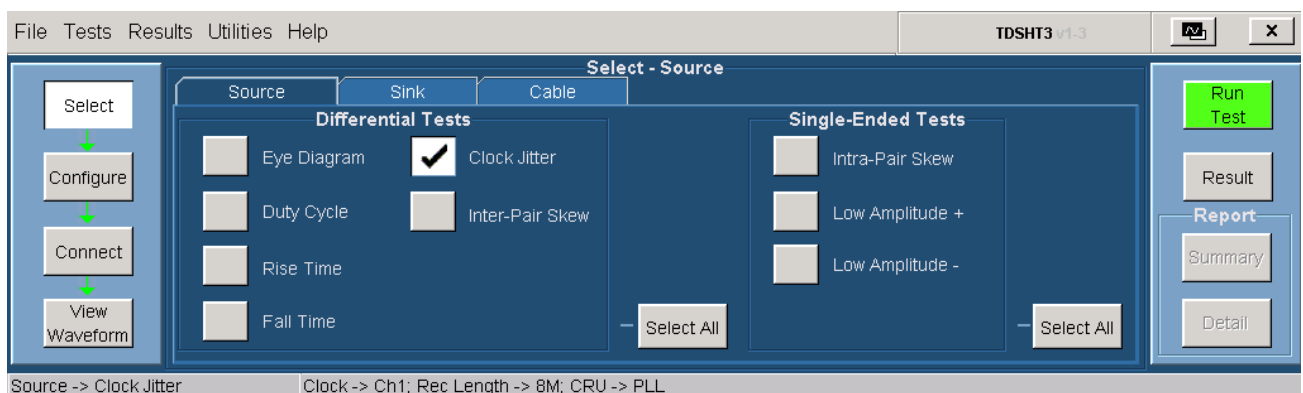 File Tests Results Utilities Help TDSHT3 v1-3 x
Select - Source
Select
Source Sink Cable
Run
Test
Differential Tests Single-Ended Tests
Eye Diagram Clock Jitter Intra-Pair Skew
Configure
Result
Duty Cycle Inter-Pair Skew Low Amplitude +
Report
Connect
Rise Time Low Amplitude -
Summary
View
Waveform
Fall Time Select All Select All
Detail
Source -> Clock Jitter Clock -> Ch1; Rec Length -> 8M; CRU -> PLL